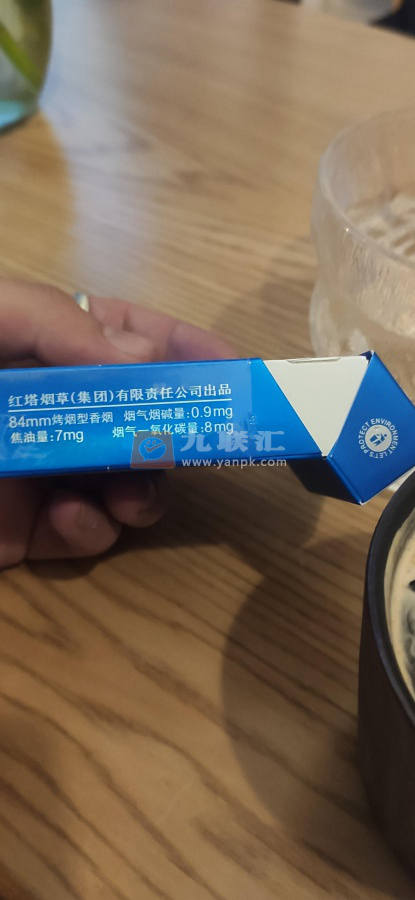 红塔烟草(集团)有限责任公司出品
84mm烤烟型香烟 烟气烟碱量:0.9mg
焦油量:7mg 烟气一氧化碳量:8mg
九联汇
www.yanpk.com
PROTECT ENVIRONMENT LET'S